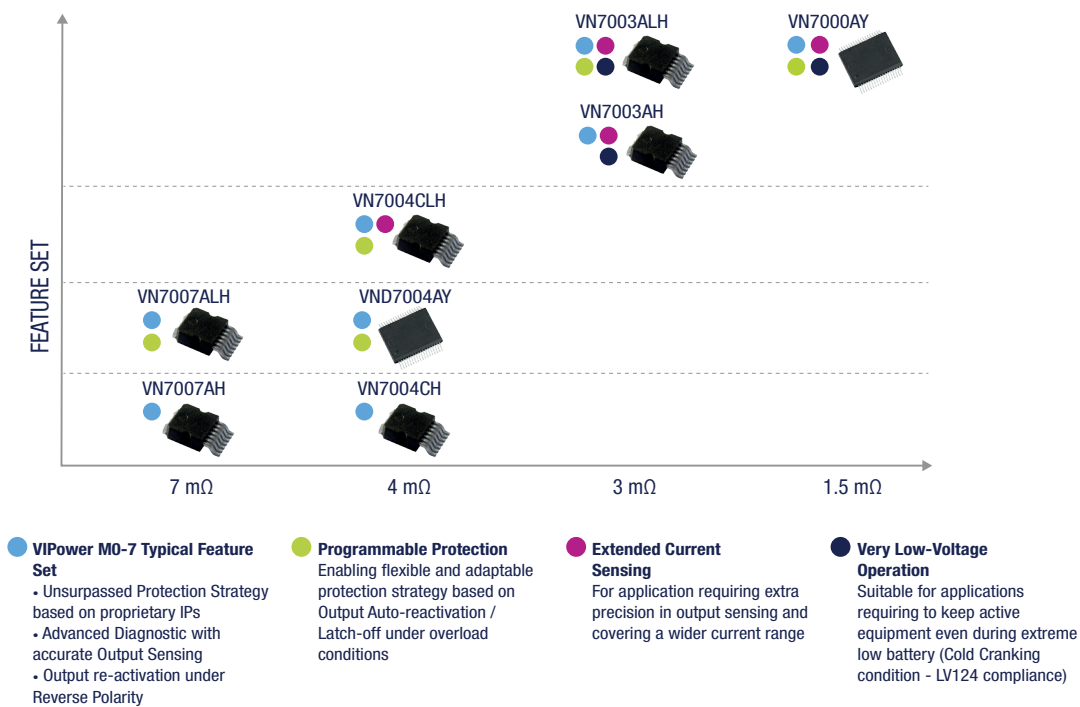 VN7003ALH
VN7000AY
VN7003AH
VN7004CLH
VN7007ALH
VND7004AY
VN7007AH
VN7004CH
FEATURE SET
7 mΩ
4 mΩ
3 mΩ
1.5 mΩ
VIPower M0-7 Typical Feature
Set
• Unsurpassed Protection Strategy
based on proprietary IPs
• Advanced Diagnostic with
accurate Output Sensing
• Output re-activation under
Reverse Polarity
Programmable Protection
Enabling flexible and adaptable
protection strategy based on
Output Auto-reactivation /
Latch-off under overload
conditions
Extended Current
Sensing
For application requiring extra
precision in output sensing and
covering a wider current range
Very Low-Voltage
Operation
Suitable for applications
requiring to keep active
equipment even during extreme
low battery (Cold Cranking
condition - LV124 compliance)